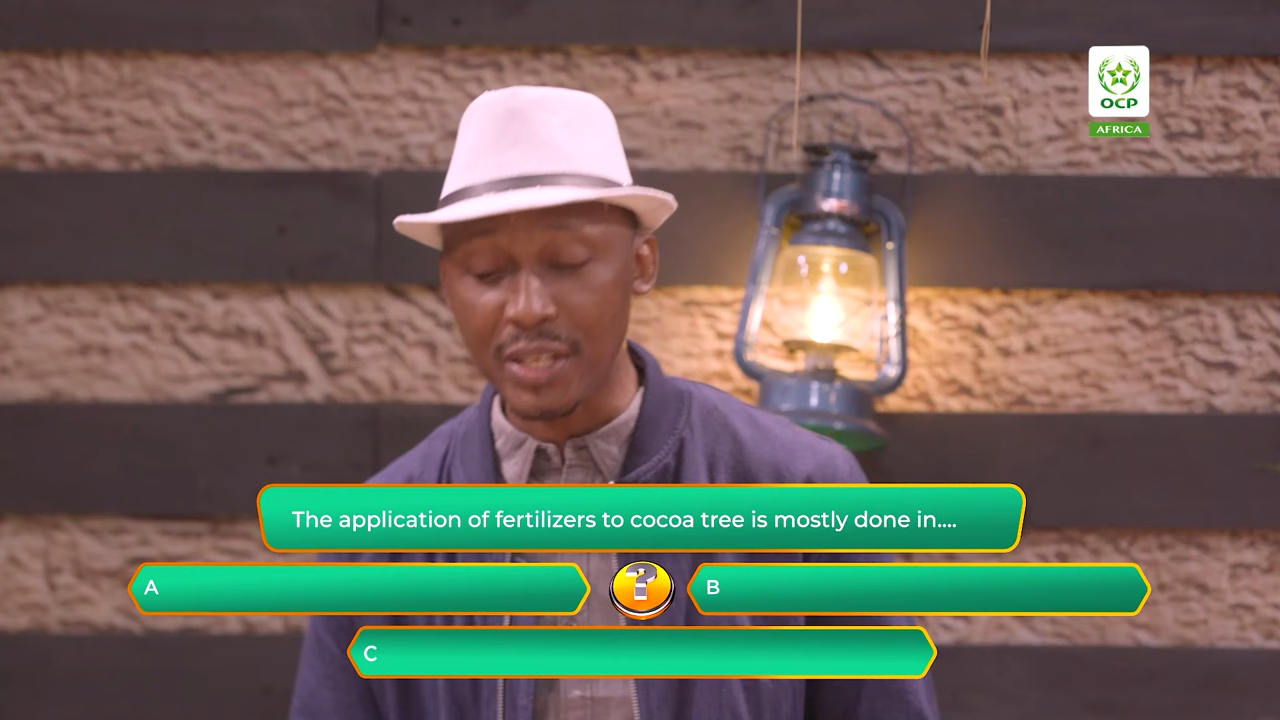 OCP
AFRICA
The application of fertilizers to cocoa tree is mostly done in....
A
?
B
C